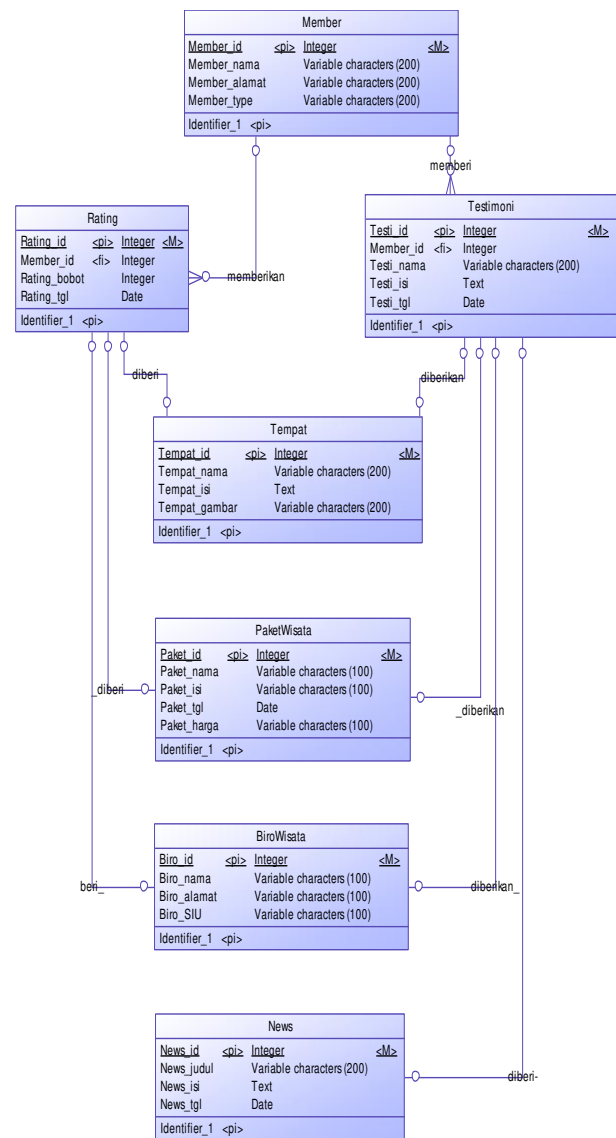 Member
Member_id <pi> Integer <M>
Member_nama Variable characters (200)
Member_alamat Variable characters (200)
Member_type Variable characters (200)
Identifier_1 <pi>
memberi
Rating
Rating_id <pi> Integer <M>
Member_id <fi> Integer
Rating_bobot Integer
Rating_tgl Date
Identifier_1 <pi>
memberikan
Testimoni
Testi_id <pi> Integer <M>
Member_id <fi> Integer
Testi_nama Variable characters (200)
Testi_isi Text
Testi_tgl Date
Identifier_1 <pi>
diberi
diberikan
Tempat
Tempat_id <pi> Integer <M>
Tempat_nama Variable characters (200)
Tempat_isi Text
Tempat_gambar Variable characters (200)
Identifier_1 <pi>
PaketWisata
Paket_id <pi> Integer <M>
Paket_nama Variable characters (100)
Paket_isi Variable characters (100)
Paket_tgl Date
Paket_harga Variable characters (100)
Identifier_1 <pi>
_diberi
_diberikan
BiroWisata
Biro_id <pi> Integer <M>
Biro_nama Variable characters (100)
Biro_alamat Variable characters (100)
Biro_SIU Variable characters (100)
Identifier_1 <pi>
beri_
diberikan_
News
News_id <pi> Integer <M>
News_judul Variable characters (200)
News_isi Text
News_tgl Date
Identifier_1 <pi>
diberi-